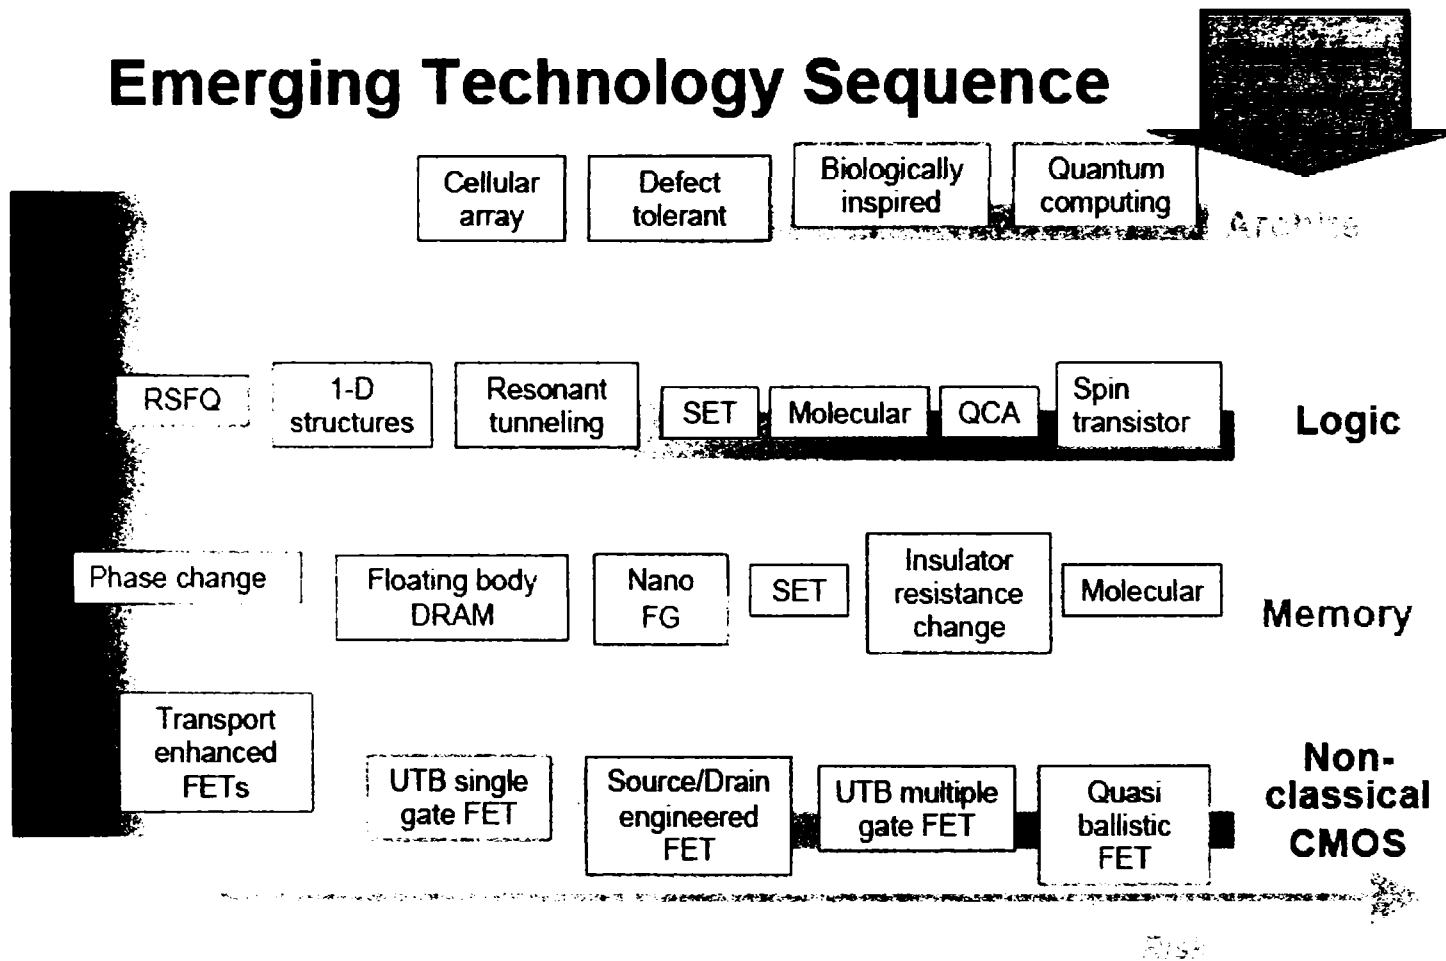 Emerging Technology Sequence
Cellular
array
Defect
tolerant
Biologically
inspired
Quantum
computing
RSFQ
1-D
structures
Resonant
tunneling
SET
Molecular
QCA
Spin
transistor
Logic
Phase change
Floating body
DRAM
Nano
FG
SET
Insulator
resistance
change
Molecular
Memory
Transport
enhanced
FETs
UTB single
gate FET
Source/Drain
engineered
FET
UTB multiple
gate FET
Quasi
ballistic
FET
Non-
classical
CMOS
Risk